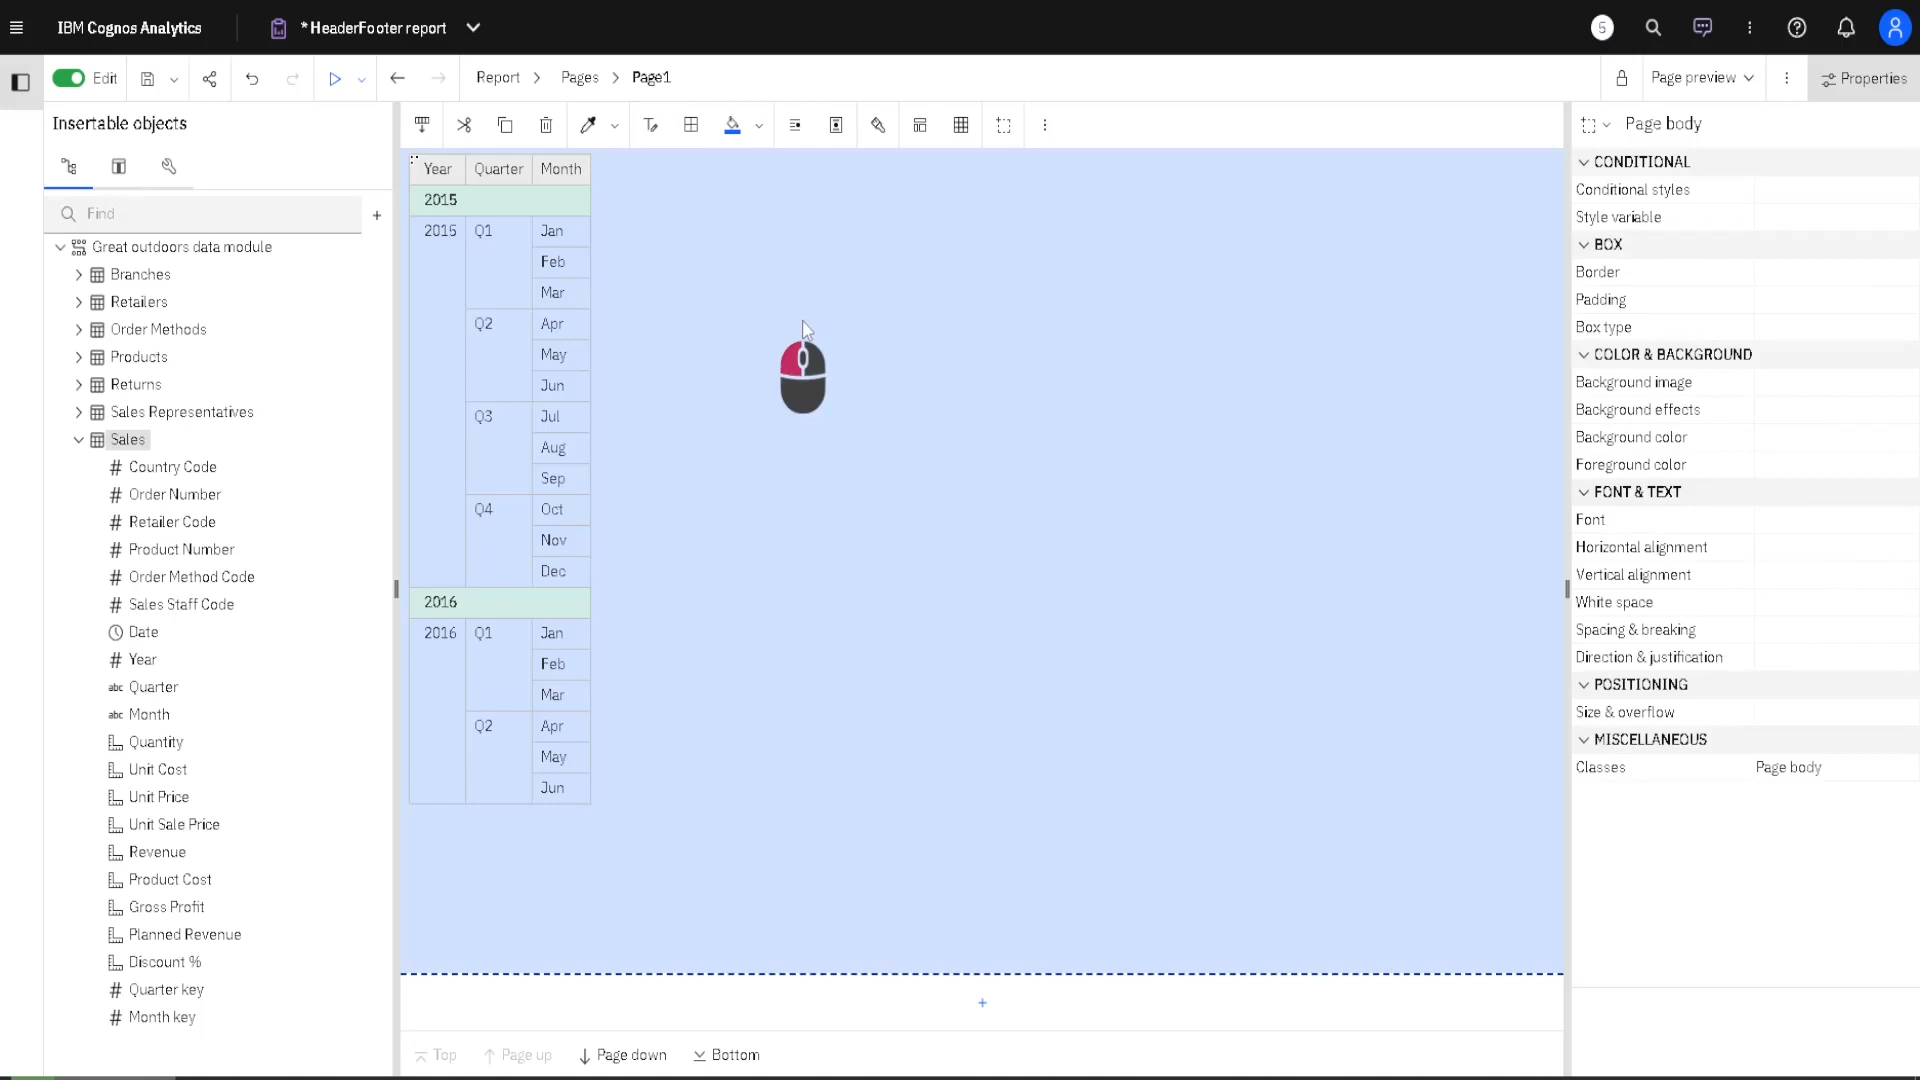 IBM Cognos Analytics
* HeaderFooter report
5
Edit
Report > Pages > Page1
Page preview
Properties
Insertable objects
Find
Great outdoors data module
Branches
Retailers
Order Methods
Products
Returns
Sales Representatives
Sales
# Country Code
# Order Number
# Retailer Code
# Product Number
# Order Method Code
# Sales Staff Code
Date
# Year
abc Quarter
abc Month
Quantity
Unit Cost
Unit Price
Unit Sale Price
Revenue
Product Cost
Gross Profit
Planned Revenue
Discount %
# Quarter key
# Month key
Year Quarter Month
2015
2015 Q1 Jan
Feb
Mar
Q2 Apr
May
Jun
Q3 Jul
Aug
Sep
Q4 Oct
Nov
Dec
2016
2016 Q1 Jan
Feb
Mar
Q2 Apr
May
Jun
+
Top Page up Page down Bottom
Page body
CONDITIONAL
Conditional styles
Style variable
BOX
Border
Padding
Box type
COLOR & BACKGROUND
Background image
Background effects
Background color
Foreground color
FONT & TEXT
Font
Horizontal alignment
Vertical alignment
White space
Spacing & breaking
Direction & justification
POSITIONING
Size & overflow
MISCELLANEOUS
Classes Page body